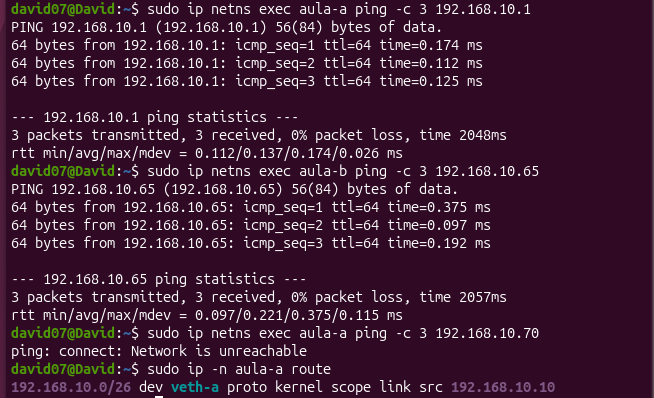 david07@David:~$ sudo ip netns exec aula-a ping -c 3 192.168.10.1
PING 192.168.10.1 (192.168.10.1) 56(84) bytes of data.
64 bytes from 192.168.10.1: icmp_seq=1 ttl=64 time=0.174 ms
64 bytes from 192.168.10.1: icmp_seq=2 ttl=64 time=0.112 ms
64 bytes from 192.168.10.1: icmp_seq=3 ttl=64 time=0.125 ms

--- 192.168.10.1 ping statistics ---
3 packets transmitted, 3 received, 0% packet loss, time 2048ms
rtt min/avg/max/mdev = 0.112/0.137/0.174/0.026 ms
david07@David:~$ sudo ip netns exec aula-b ping -c 3 192.168.10.65
PING 192.168.10.65 (192.168.10.65) 56(84) bytes of data.
64 bytes from 192.168.10.65: icmp_seq=1 ttl=64 time=0.375 ms
64 bytes from 192.168.10.65: icmp_seq=2 ttl=64 time=0.097 ms
64 bytes from 192.168.10.65: icmp_seq=3 ttl=64 time=0.192 ms

--- 192.168.10.65 ping statistics ---
3 packets transmitted, 3 received, 0% packet loss, time 2057ms
rtt min/avg/max/mdev = 0.097/0.221/0.375/0.115 ms
david07@David:~$ sudo ip netns exec aula-a ping -c 3 192.168.10.70
ping: connect: Network is unreachable
david07@David:~$ sudo ip -n aula-a route
192.168.10.0/26 dev veth-a proto kernel scope link src 192.168.10.10